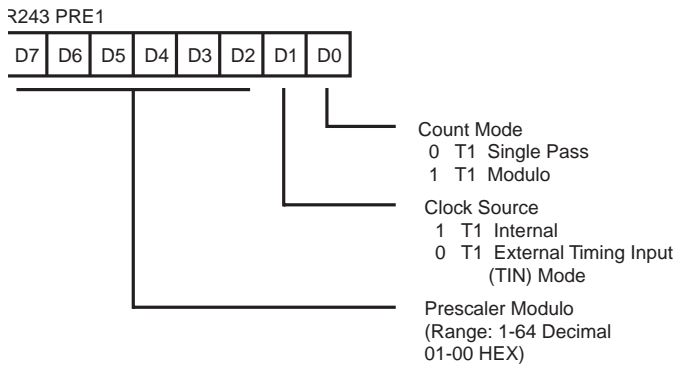 R243 PRE1
D7 D6 D5 D4 D3 D2 D1 D0
Count Mode
0 T1 Single Pass
1 T1 Modulo
Clock Source
1 T1 Internal
0 T1 External Timing Input
(TIN) Mode
Prescaler Modulo
(Range: 1-64 Decimal
01-00 HEX)